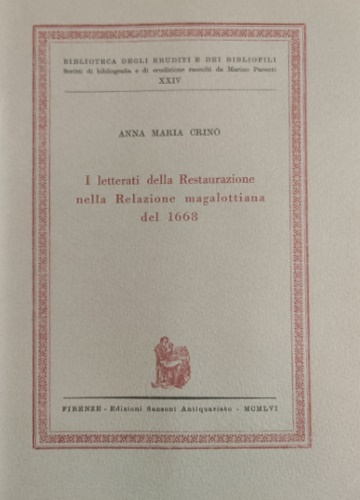 BIBLIOTECA DEGLI ERUDITI E DEI BIBLIOFILI
Scritti di bibliografia e di erudizione raccolti da Marino Parenti
XXIV
ANNA MARIA CRINÒ
I letterati della Restaurazione
nella Relazione magalottiana
del 1668
FIRENZE - Edizioni Sansoni Antiquariato - MCMLVI